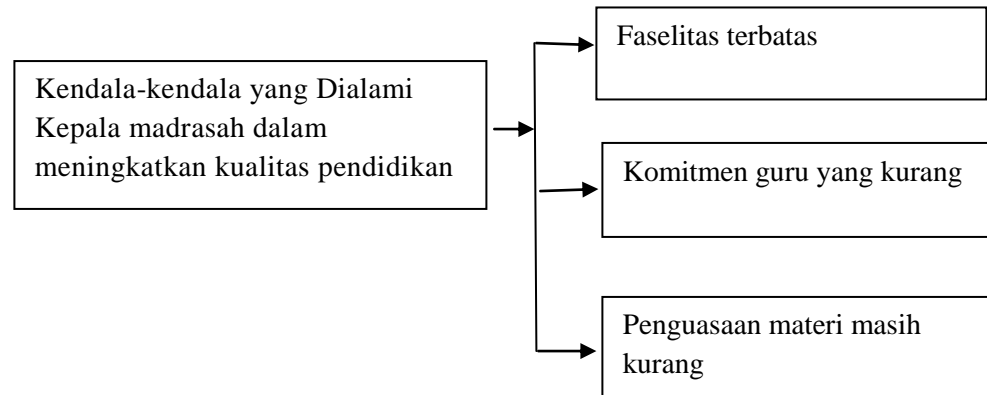 Kendala-kendala yang Dialami
Kepala madrasah dalam
meningkatkan kualitas pendidikan
Faselitas terbatas
Komitmen guru yang kurang
Penguasaan materi masih
kurang